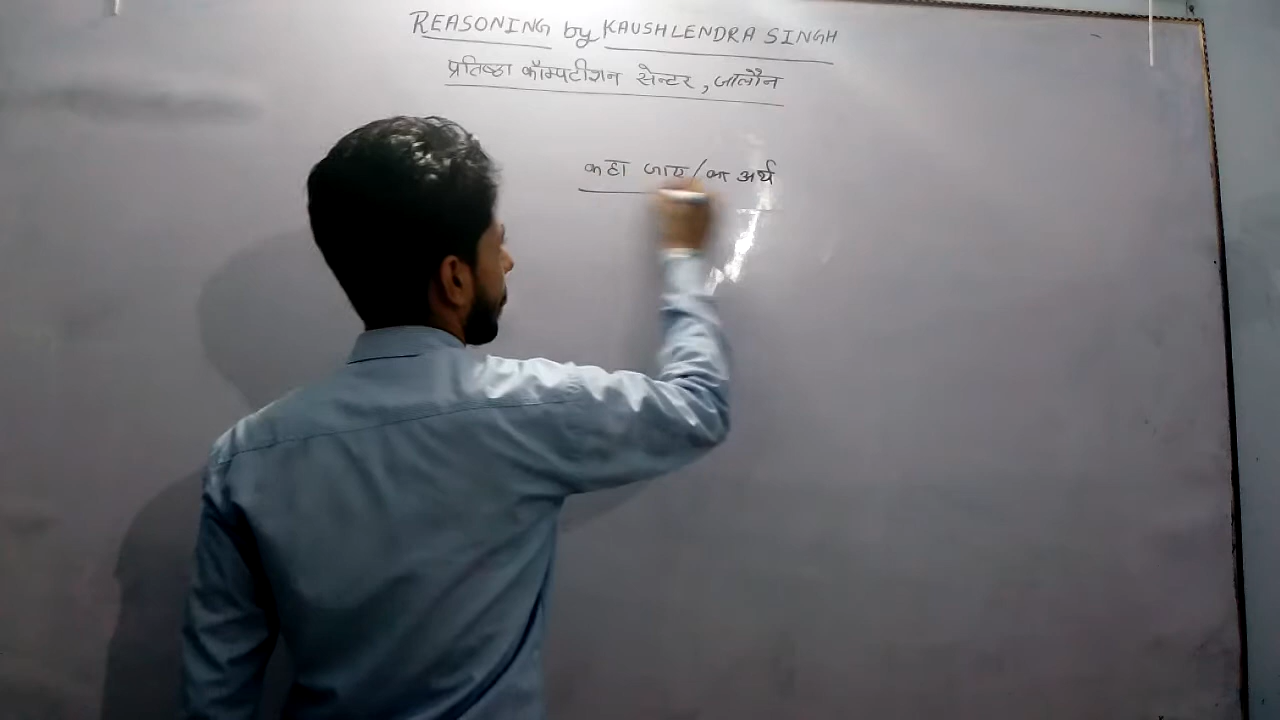 REASONING by KAUSHLENDRA SINGH
प्रतिष्ठा कॉम्पटीशन सेन्टर, जालौन
कहा जाय/का अर्थ